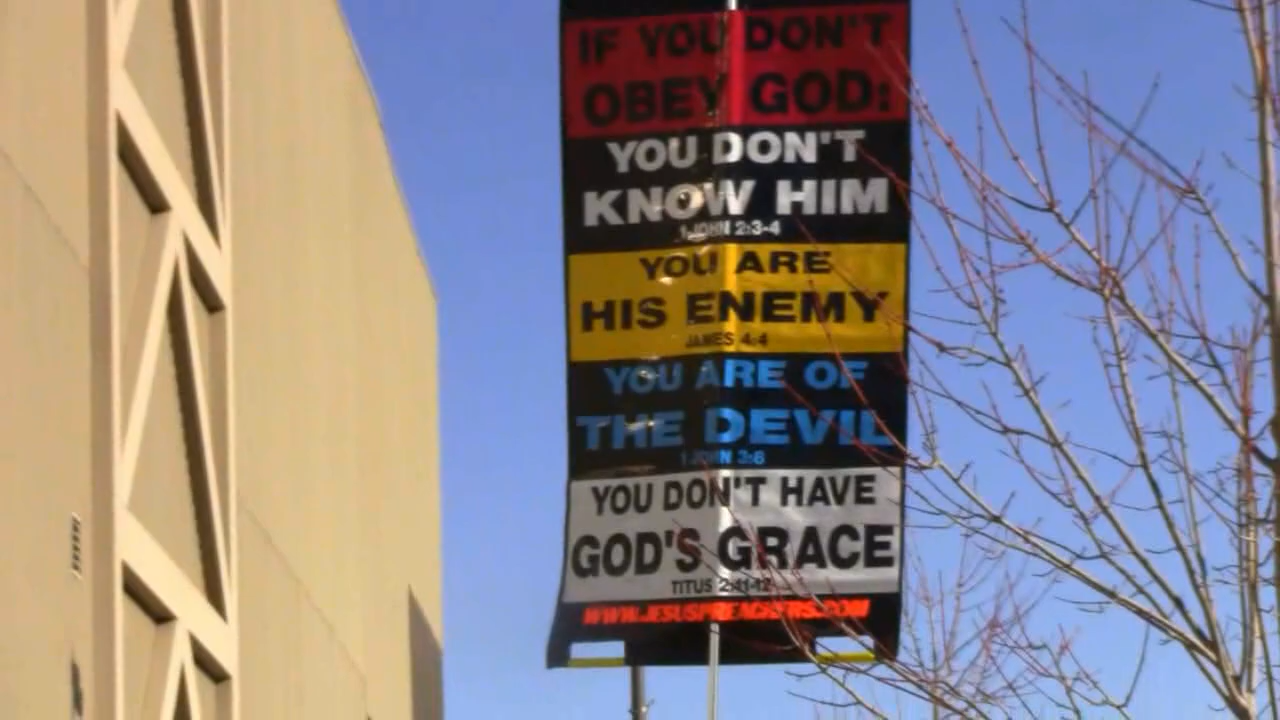 IF YOU DON'T
OBEY GOD:
YOU DON'T
KNOW HIM
1 JOHN 2:3-4
YOU ARE
HIS ENEMY
JAMES 4:4
YOU ARE OF
THE DEVIL
1 JOHN 3:8
YOU DON'T HAVE
GOD'S GRACE
TITUS 2:11-12
WWW.JESUSPREACHERS.COM